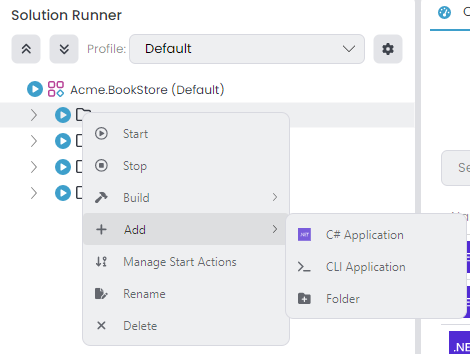 Solution Runner
Profile: Default
Acme.BookStore (Default)
Start
Stop
Build
Add
C# Application
CLI Application
Folder
Manage Start Actions
Rename
Delete
.NET